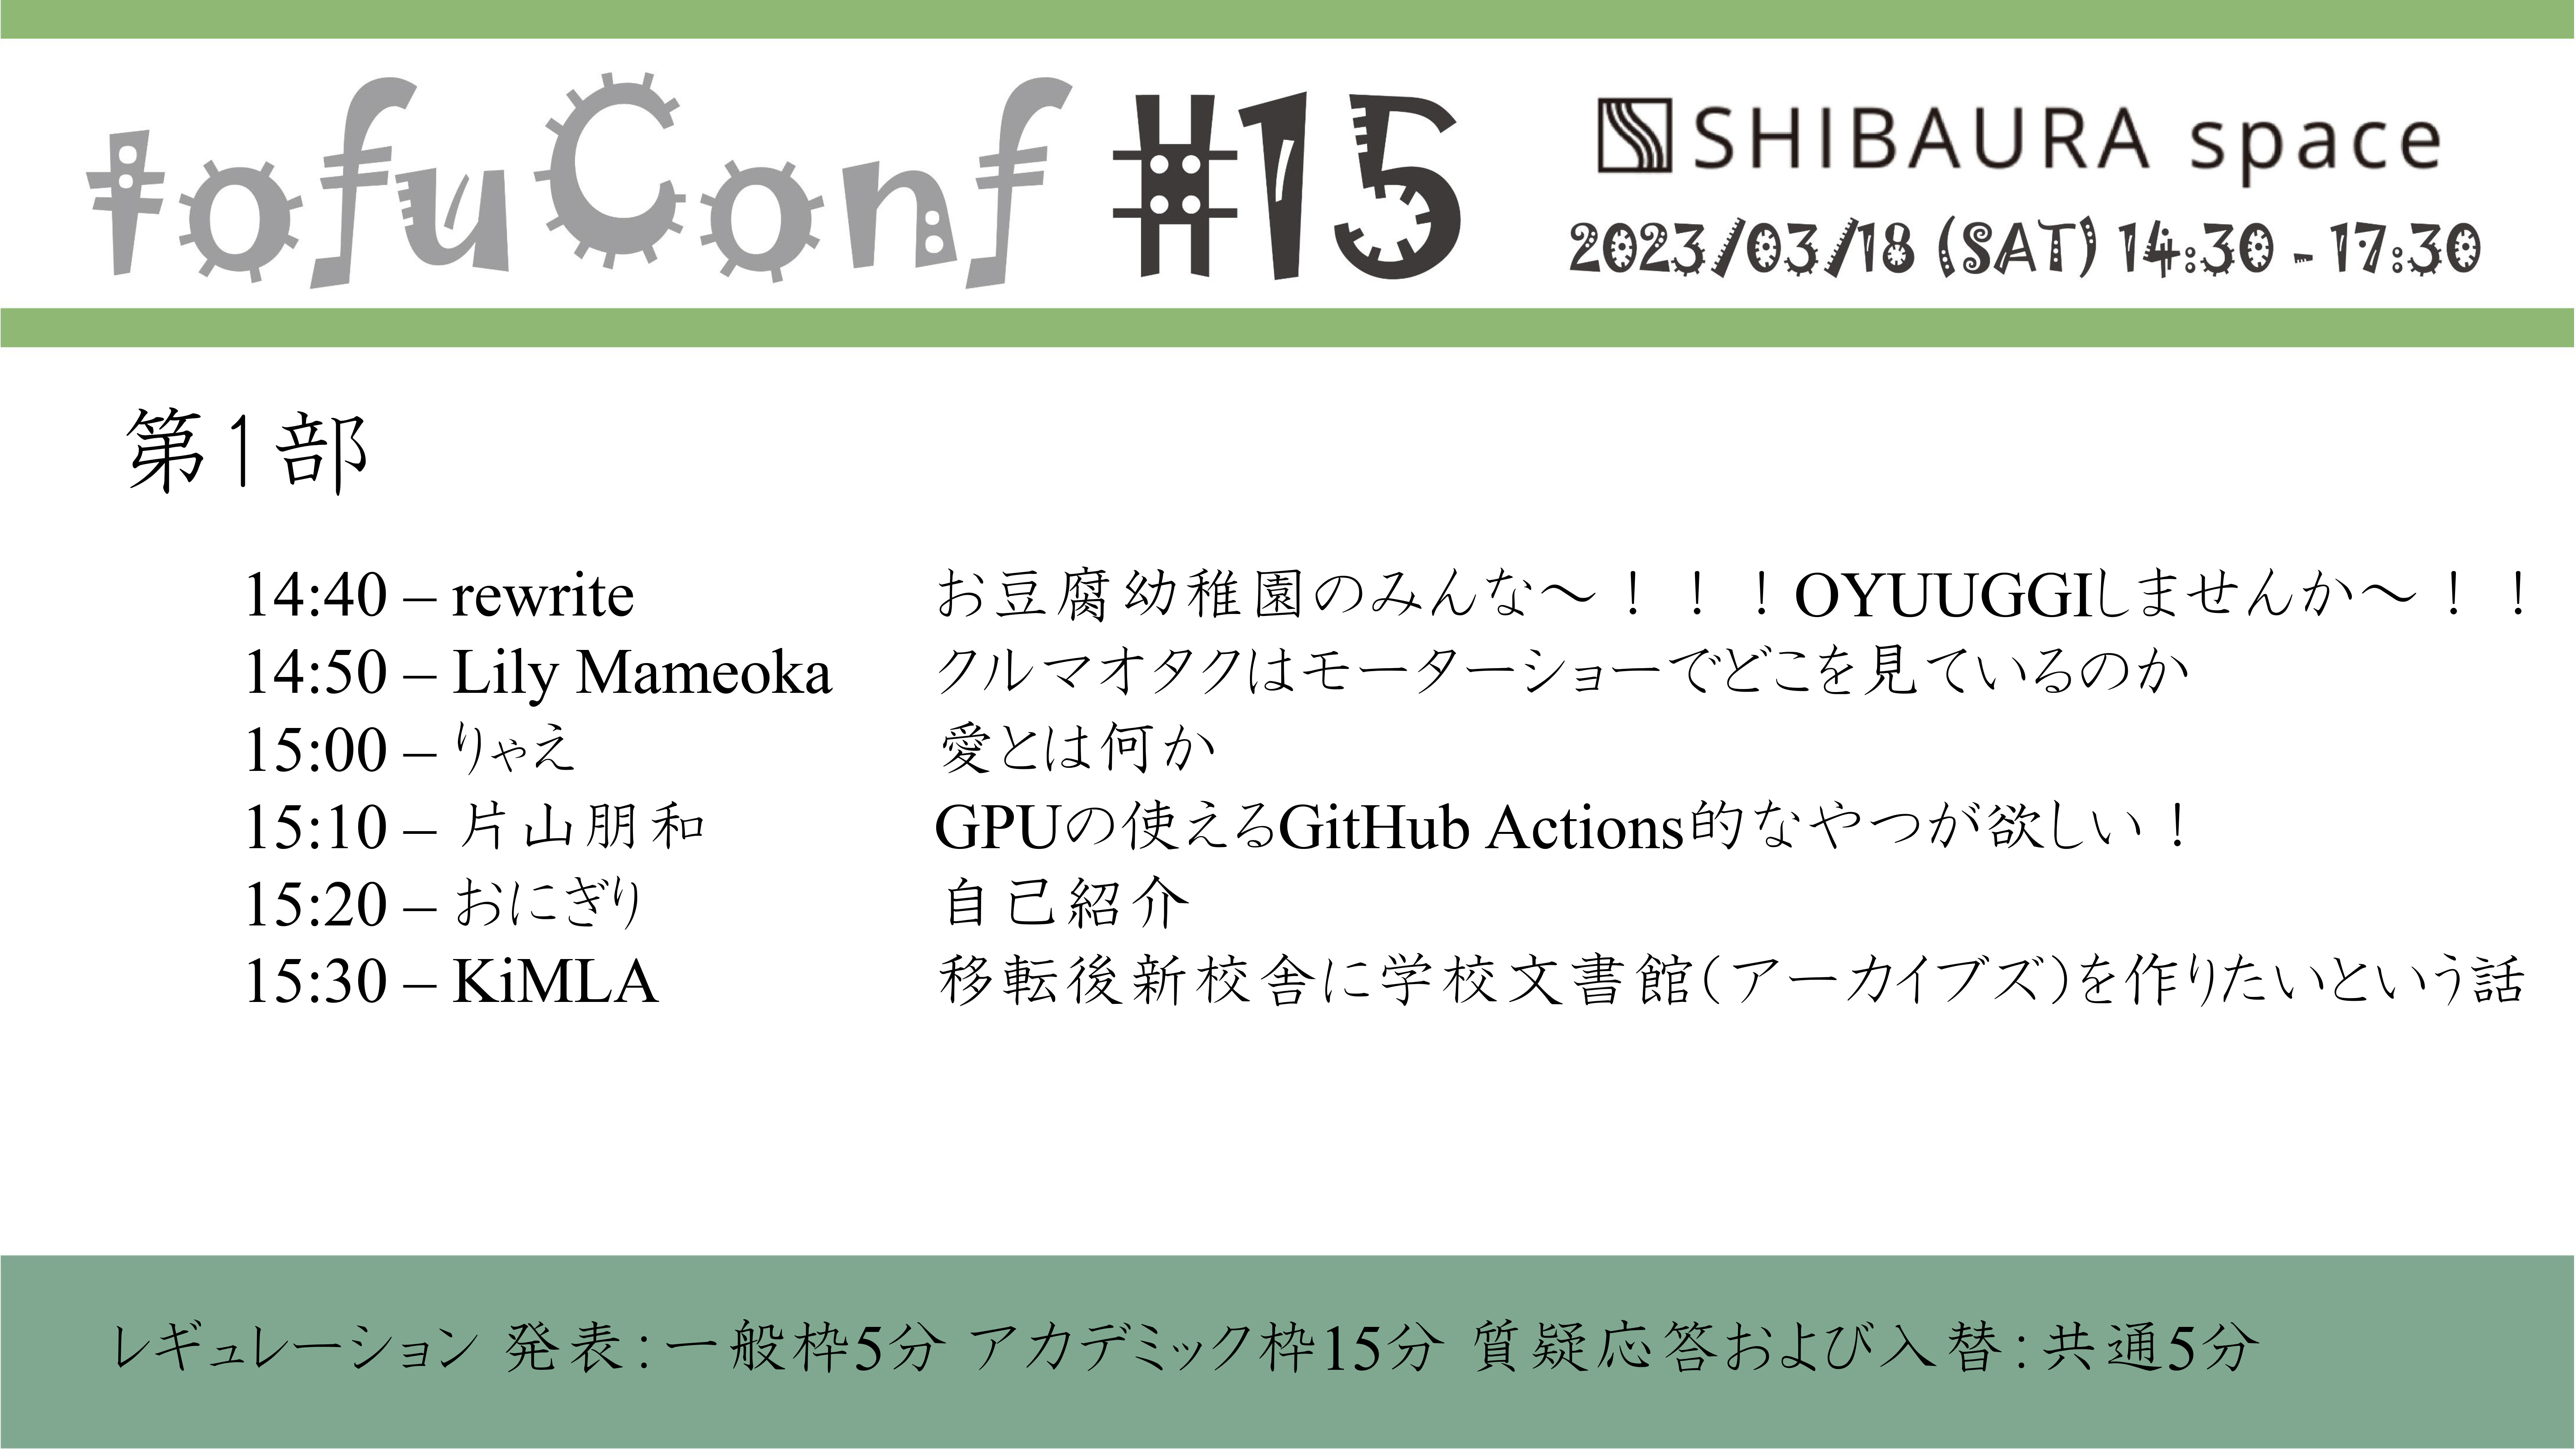 tofuConf #15
SHIBAURA space
2023/03/18 (SAT) 14:30 - 17:30
第1部
14:40 – rewrite お豆腐幼稚園のみんな～！！！OYUUGGIしませんか～！！
14:50 – Lily Mameoka クルマオタクはモーターショーでどこを見ているのか
15:00 – りゃえ 愛とは何か
15:10 – 片山朋和 GPUの使えるGitHub Actions的なやつが欲しい！
15:20 – おにぎり 自己紹介
15:30 – KiMLA 移転後新校舎に学校文書館（アーカイブズ）を作りたいという話
レギュレーション 発表：一般枠5分 アカデミック枠15分 質疑応答および入替：共通5分